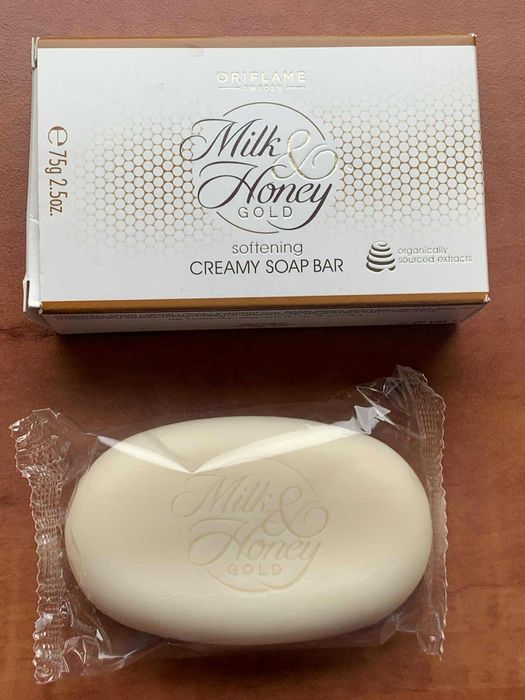 ORIFLAME
SWEDEN
Milk &
Honey
GOLD
softening
CREAMY SOAP BAR
organically
sourced extracts
℮ 75g 2.5oz.
Milk &
Honey
GOLD